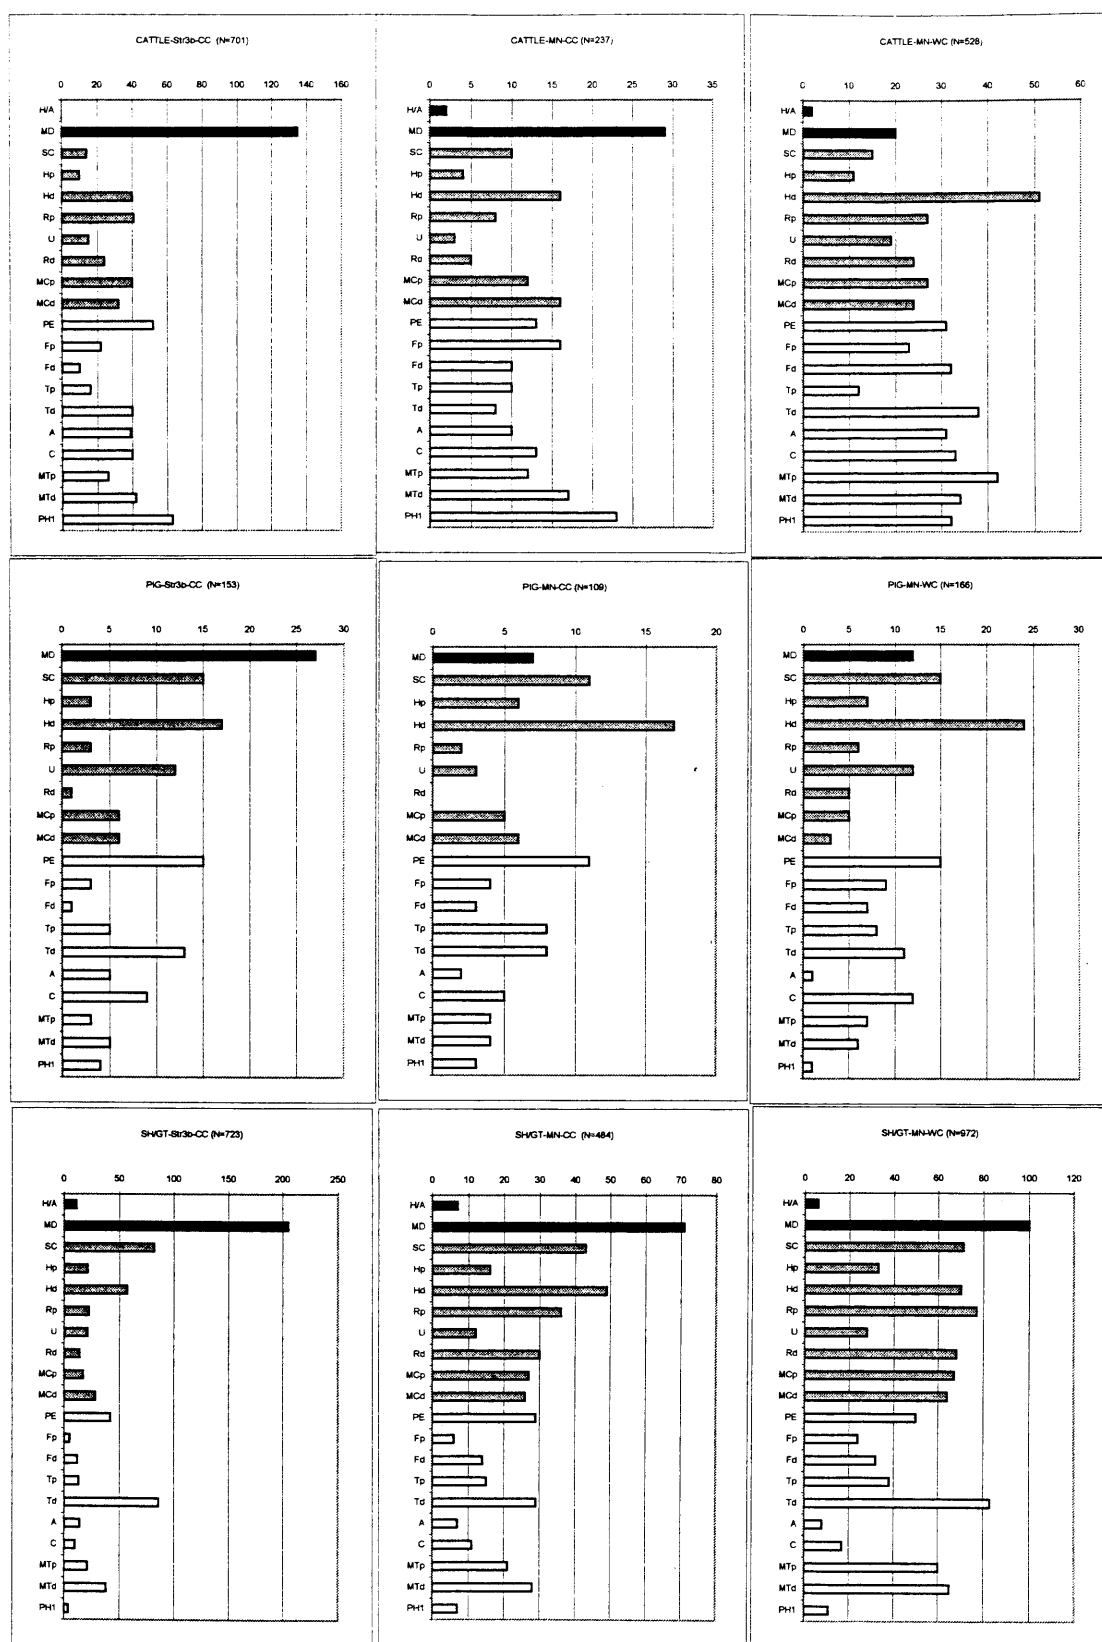 CATTLE-Str3b-CC (N=701)
0 20 40 60 80 100 120 140 160
H/A
MD
SC
Hp
Hd
Rp
U
Rd
MCp
MCd
PE
Fp
Fd
Tp
Td
A
C
MTp
MTd
PH1
CATTLE-MN-CC (N=237)
0 5 10 15 20 25 30 35
H/A
MD
SC
Hp
Hd
Rp
U
Rd
MCp
MCd
PE
Fp
Fd
Tp
Td
A
C
MTp
MTd
PH1
CATTLE-MN-WC (N=528)
0 10 20 30 40 50 60
H/A
MD
SC
Hp
Hd
Rp
U
Rd
MCp
MCd
PE
Fp
Fd
Tp
Td
A
C
MTp
MTd
PH1
PIG-Str3b-CC (N=153)
0 5 10 15 20 25 30
MD
SC
Hp
Hd
Rp
U
Rd
MCp
MCd
PE
Fp
Fd
Tp
Td
A
C
MTp
MTd
PH1
PIG-MN-CC (N=109)
0 5 10 15 20
MD
SC
Hp
Hd
Rp
U
Rd
MCp
MCd
PE
Fp
Fd
Tp
Td
A
C
MTp
MTd
PH1
PIG-MN-WC (N=166)
0 5 10 15 20 25 30
MD
SC
Hp
Hd
Rp
U
Rd
MCp
MCd
PE
Fp
Fd
Tp
Td
A
C
MTp
MTd
PH1
SH/GT-Str3b-CC (N=723)
0 50 100 150 200 250
H/A
MD
SC
Hp
Hd
Rp
U
Rd
MCp
MCd
PE
Fp
Fd
Tp
Td
A
C
MTp
MTd
PH1
SH/GT-MN-CC (N=484)
0 10 20 30 40 50 60 70 80
H/A
MD
SC
Hp
Hd
Rp
U
Rd
MCp
MCd
PE
Fp
Fd
Tp
Td
A
C
MTp
MTd
PH1
SH/GT-MN-WC (N=972)
0 20 40 60 80 100 120
H/A
MD
SC
Hp
Hd
Rp
U
Rd
MCp
MCd
PE
Fp
Fd
Tp
Td
A
C
MTp
MTd
PH1